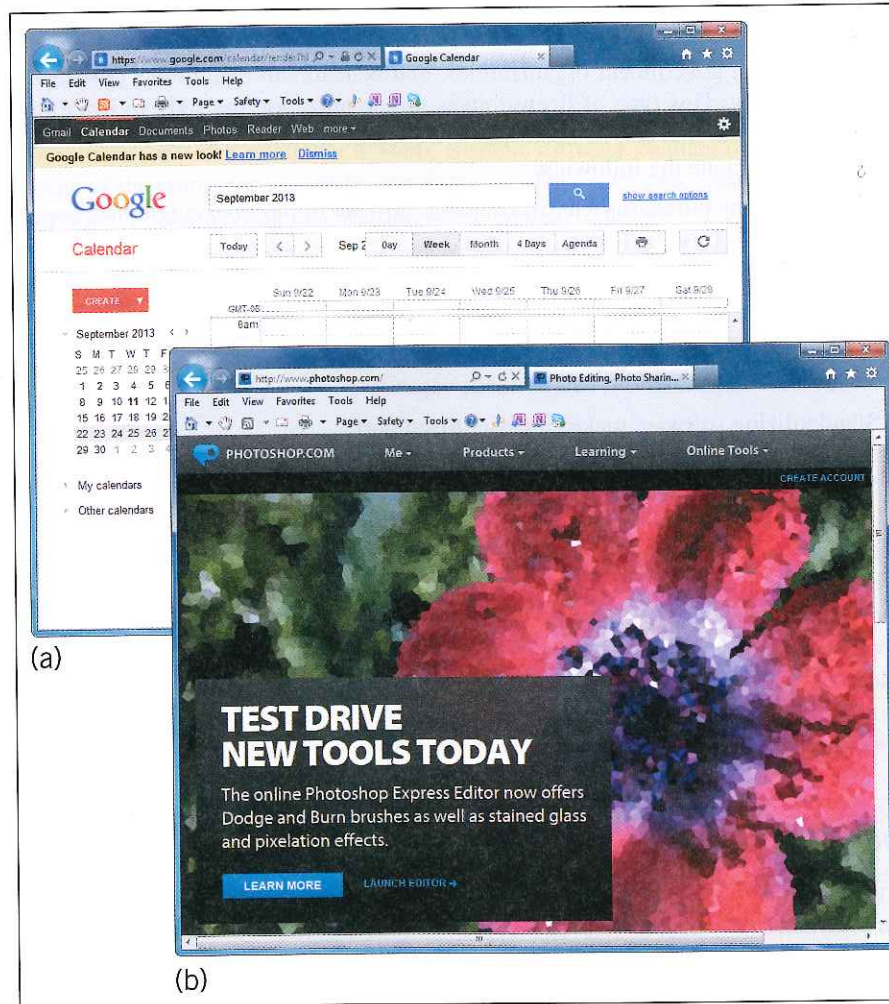 https://www.google.com/calendar/render?hl
Google Calendar
File Edit View Favorites Tools Help
Page Safety Tools
Gmail Calendar Documents Photos Reader Web more
Google Calendar has a new look! Learn more Dismiss
Google
September 2013
show search options
Calendar
Today < > Sep 2 Day Week Month 4 Days Agenda
CREATE
Sun 9/22 Mon 9/23 Tue 9/24 Wed 9/25 Thu 9/26 Fri 9/27 Sat 9/28
GMT-05
8am
September 2013 < >
S M T W T F
25 26 27 28 29 3
1 2 3 4 5 6
8 9 10 11 12 1
15 16 17 18 19 2
22 23 24 25 26 2
29 30 1 2 3 4
My calendars
Other calendars
(a)
http://www.photoshop.com/
Photo Editing, Photo Sharin...
File Edit View Favorites Tools Help
Page Safety Tools
PHOTOSHOP.COM Me Products Learning Online Tools
CREATE ACCOUNT
TEST DRIVE
NEW TOOLS TODAY
The online Photoshop Express Editor now offers
Dodge and Burn brushes as well as stained glass
and pixelation effects.
LEARN MORE LAUNCH EDITOR →
(b)